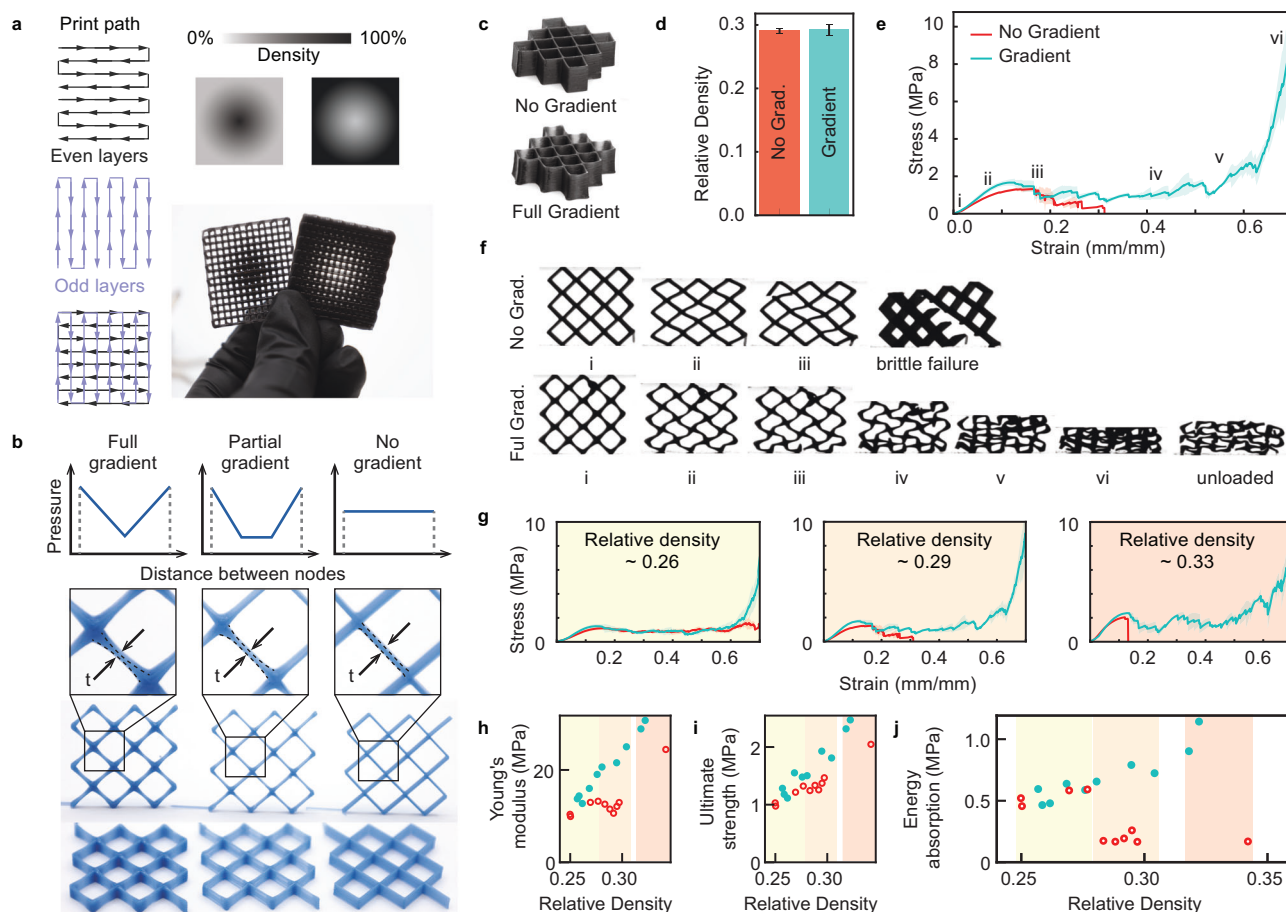 a
Print path
Even layers
Odd layers
0%
100%
Density
b
Full
gradient
Partial
gradient
No
gradient
Pressure
Distance between nodes
t
t
t
c
No Gradient
Full Gradient
d
Relative Density
0.3
0.2
0.1
0.0
No Grad.
Gradient
e
No Gradient
Gradient
Stress (MPa)
10
8
6
4
2
0
i
ii
iii
iv
v
vi
0.0
0.2
0.4
0.6
Strain (mm/mm)
f
No Grad.
i
ii
iii
brittle failure
Ful Grad.
i
ii
iii
iv
v
vi
unloaded
g
Stress (MPa)
10
0
Relative density
~ 0.26
0.2
0.4
0.6
10
0
Relative density
~ 0.29
0.2
0.4
0.6
10
0
Relative density
~ 0.33
0.2
0.4
0.6
Strain (mm/mm)
h
Young's
modulus (MPa)
20
0
0.25
0.30
Relative Density
i
Ultimate
strength (MPa)
2
1
0
0.25
0.30
Relative Density
j
Energy
absorption (MPa)
1.0
0.5
0
0.25
0.30
0.35
Relative Density